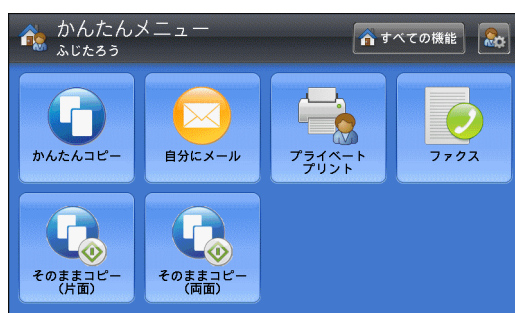 かんたんメニュー
ふじたろう
すべての機能
かんたんコピー
自分にメール
プライベート
プリント
ファクス
そのままコピー
(片面)
そのままコピー
(両面)